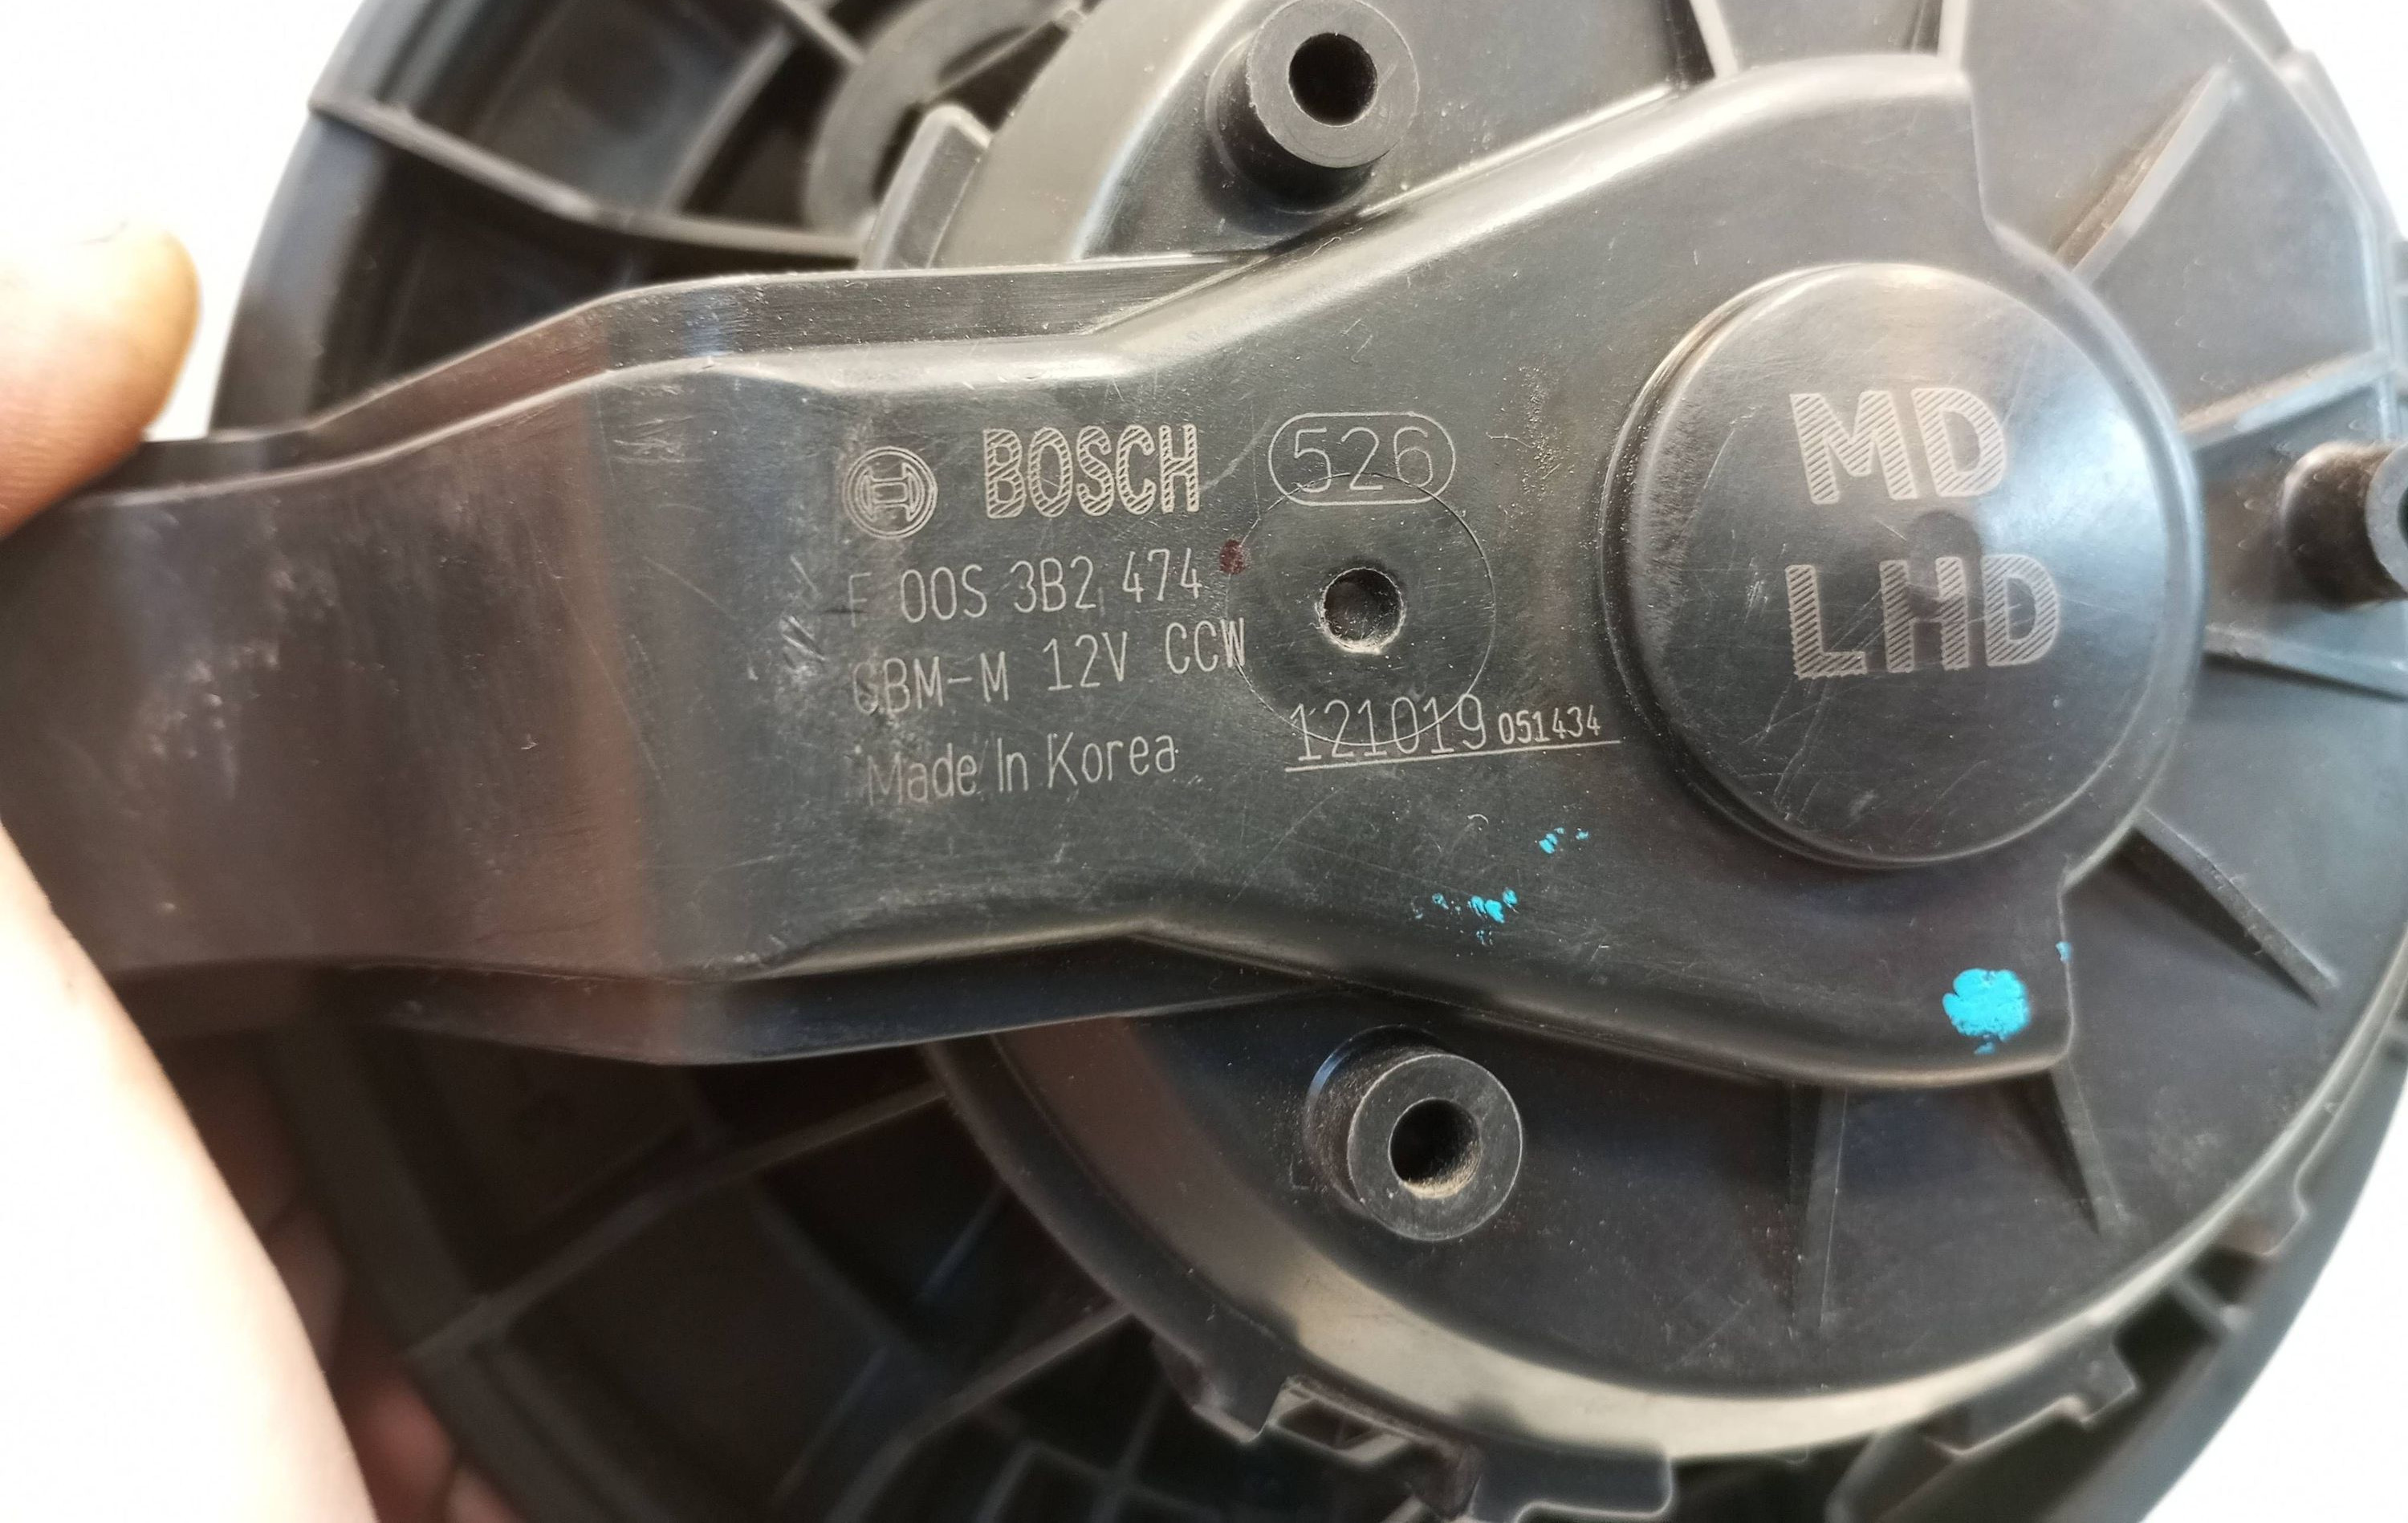 BOSCH 526
F 00S 3B2 474
GBM-M 12V CCW
121019 051434
Made In Korea
MD
LHD